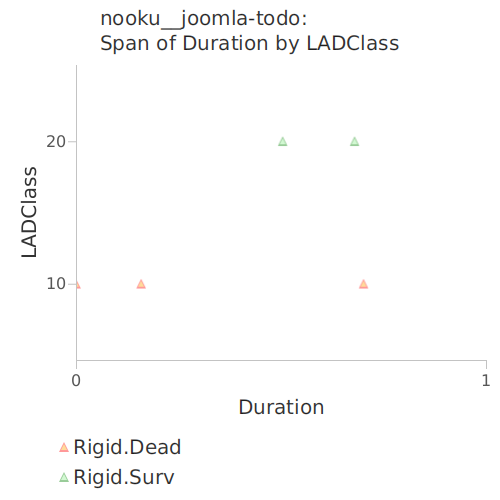 nooku__joomla-todo:
Span of Duration by LADClass
20
LADClass
10
0
1
Duration
Rigid.Dead
Rigid.Surv